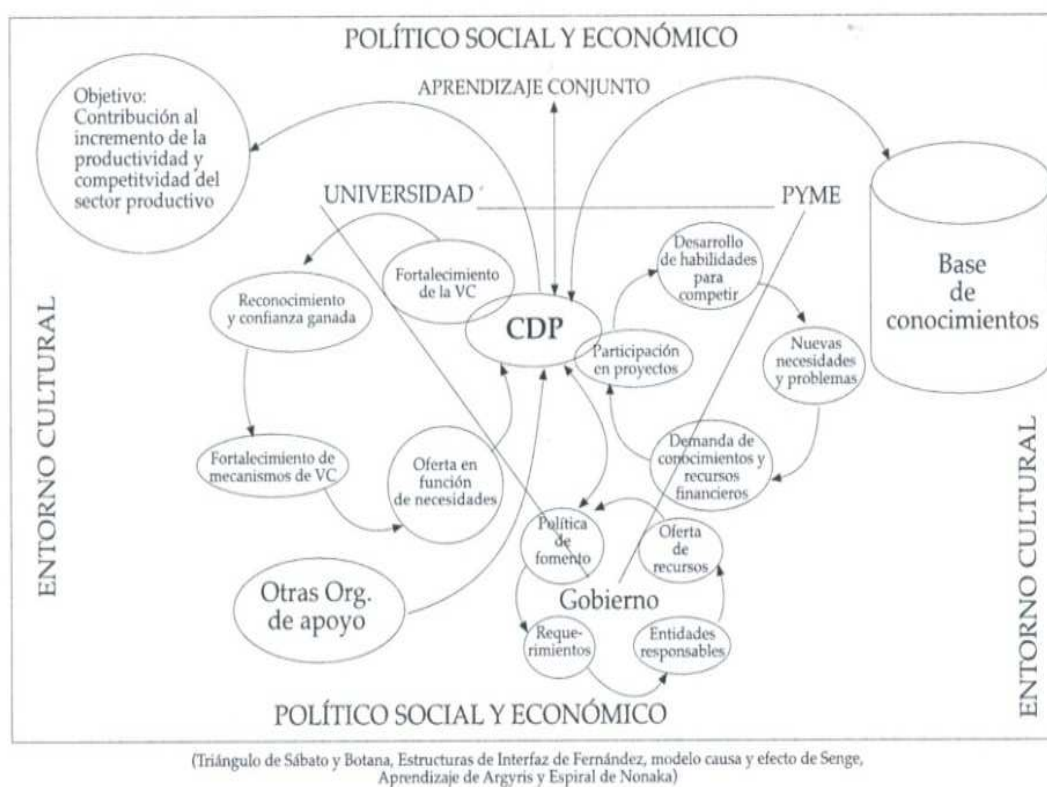 POLÍTICO SOCIAL Y ECONÓMICO
APRENDIZAJE CONJUNTO
Objetivo:
Contribución al
incremento de la
productividad y
competitvidad del
sector productivo
UNIVERSIDAD
PYME
Base
de
conocimientos
Fortalecimiento
de la VC
Reconocimiento
y confianza ganada
Fortalecimiento de
mecanismos de VC
Oferta en
función
de necesidades
CDP
Desarrollo
de habilidades
para
competir
Nuevas
necesidades
y problemas
Demanda de
conocimientos y
recursos
financieros
Participación
en proyectos
Política
de
fomento
Oferta
de
recursos
Gobierno
Reque-
rimientos
Entidades
responsables
Otras Org.
de apoyo
ENTORNO CULTURAL
ENTORNO CULTURAL
POLÍTICO SOCIAL Y ECONÓMICO
(Triángulo de Sábato y Botana, Estructuras de Interfaz de Fernández, modelo causa y efecto de Senge,
Aprendizaje de Argyris y Espiral de Nonaka)